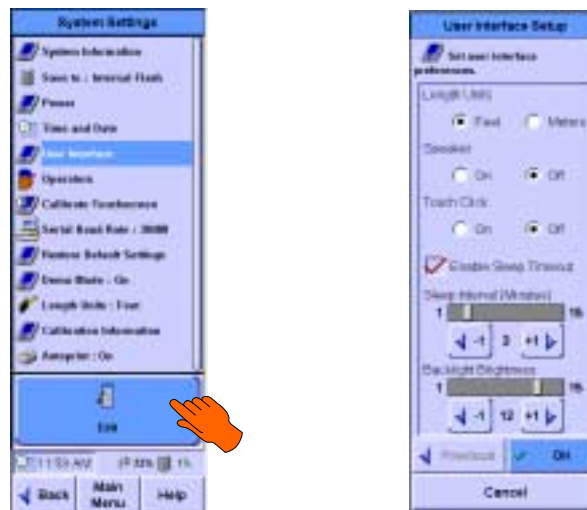 System Settings
System Information
Save to : Internal Flash
Power
Time and Date
User Interface
Operators
Calibrate Touchscreen
Serial Baud Rate : 38400
Restore Default Settings
Demo Mode : On
Length Units : Feet
Calibration Information
Autoprint : On
Exit
11:59 AM
Back
Main
Menu
Help
User Interface Setup
Set user interface
preferences.
Length Units
Feet Meters
Speaker
On Off
Touch Click
On Off
Enable Sleep Timeout
Sleep Interval (Minutes)
1 15
-1 3 +1
Backlight Brightness
1 15
-1 12 +1
Previous OK
Cancel